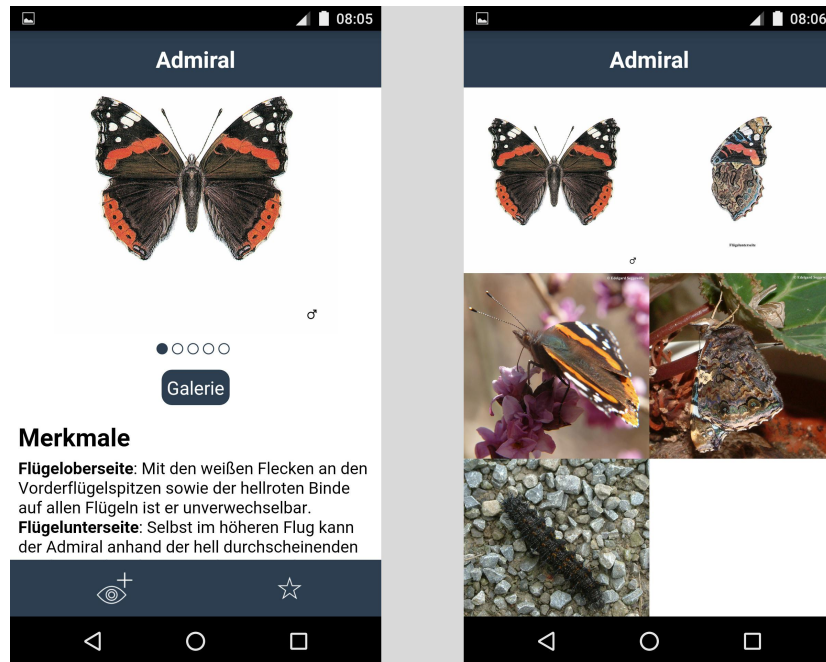 08:05
Admiral
♂
Galerie
Merkmale
Flügeloberseite: Mit den weißen Flecken an den
Vorderflügelspitzen sowie der hellroten Binde
auf allen Flügeln ist er unverwechselbar.
Flügelunterseite: Selbst im höheren Flug kann
der Admiral anhand der hell durchscheinenden
08:06
Admiral
Flügelunterseite
♂